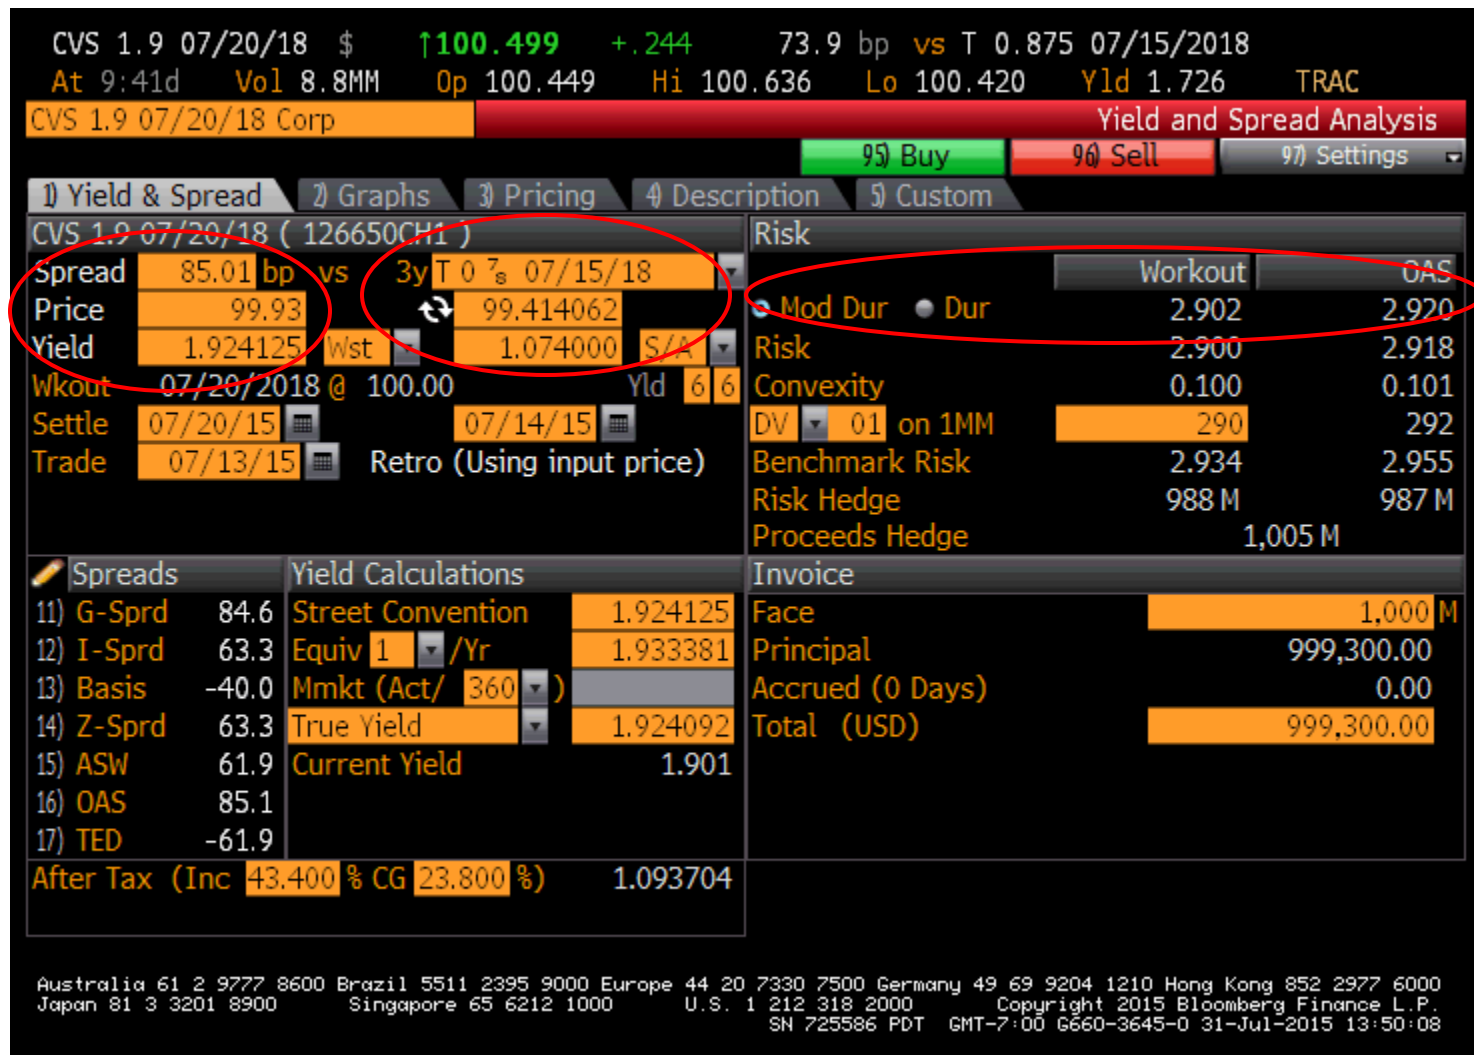 CVS 1.9 07/20/18 $ ↑100.499 +.244 73.9 bp vs T 0.875 07/15/2018
At 9:41d Vol 8.8MM Op 100.449 Hi 100.636 Lo 100.420 Yld 1.726 TRAC
CVS 1.9 07/20/18 Corp Yield and Spread Analysis
95) Buy 96) Sell 97) Settings
1) Yield & Spread 2) Graphs 3) Pricing 4) Description 5) Custom
CVS 1.9 07/20/18 ( 126650CH1 )
Spread 85.01 bp vs 3y T 0 ⅞ 07/15/18
Price 99.93 99.414062
Yield 1.924125 Wst 1.074000 S/A
Wkout 07/20/2018 @ 100.00 Yld 6 6
Settle 07/20/15 07/14/15
Trade 07/13/15 Retro (Using input price)
Risk
Workout OAS
Mod Dur Dur 2.902 2.920
Risk 2.900 2.918
Convexity 0.100 0.101
DV 01 on 1MM 290 292
Benchmark Risk 2.934 2.955
Risk Hedge 988 M 987 M
Proceeds Hedge 1,005 M
Spreads
11) G-Sprd 84.6
12) I-Sprd 63.3
13) Basis -40.0
14) Z-Sprd 63.3
15) ASW 61.9
16) OAS 85.1
17) TED -61.9
Yield Calculations
Street Convention 1.924125
Equiv 1 /Yr 1.933381
Mmkt (Act/ 360 )
True Yield 1.924092
Current Yield 1.901
Invoice
Face 1,000 M
Principal 999,300.00
Accrued (0 Days) 0.00
Total (USD) 999,300.00
After Tax (Inc 43.400 % CG 23.800 %) 1.093704
Australia 61 2 9777 8600 Brazil 5511 2395 9000 Europe 44 20 7330 7500 Germany 49 69 9204 1210 Hong Kong 852 2977 6000
Japan 81 3 3201 8900 Singapore 65 6212 1000 U.S. 1 212 318 2000 Copyright 2015 Bloomberg Finance L.P.
SN 725586 PDT GMT-7:00 G660-3645-0 31-Jul-2015 13:50:08